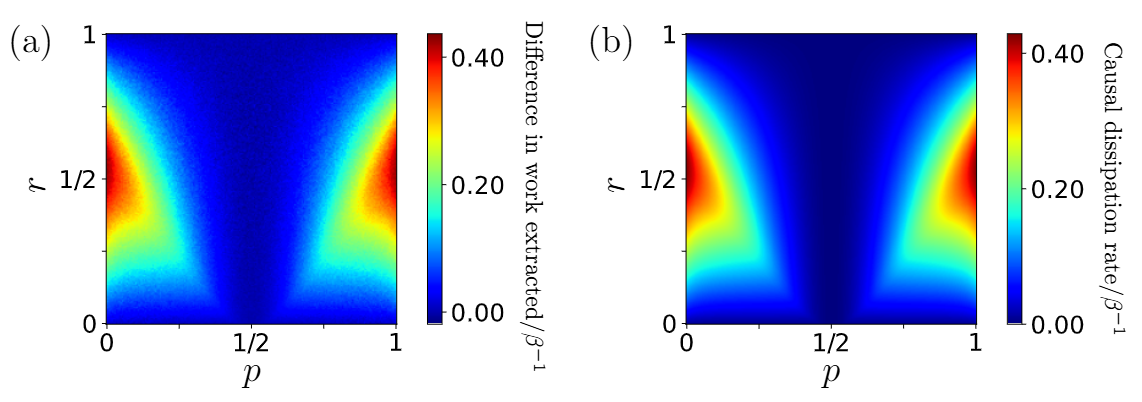 (a)
1
1/2
0
r
0
1/2
1
p
0.40
0.20
0.00
Difference in work extracted/β⁻¹
(b)
1
1/2
0
r
0
1/2
1
p
0.40
0.20
0.00
Causal dissipation rate/β⁻¹